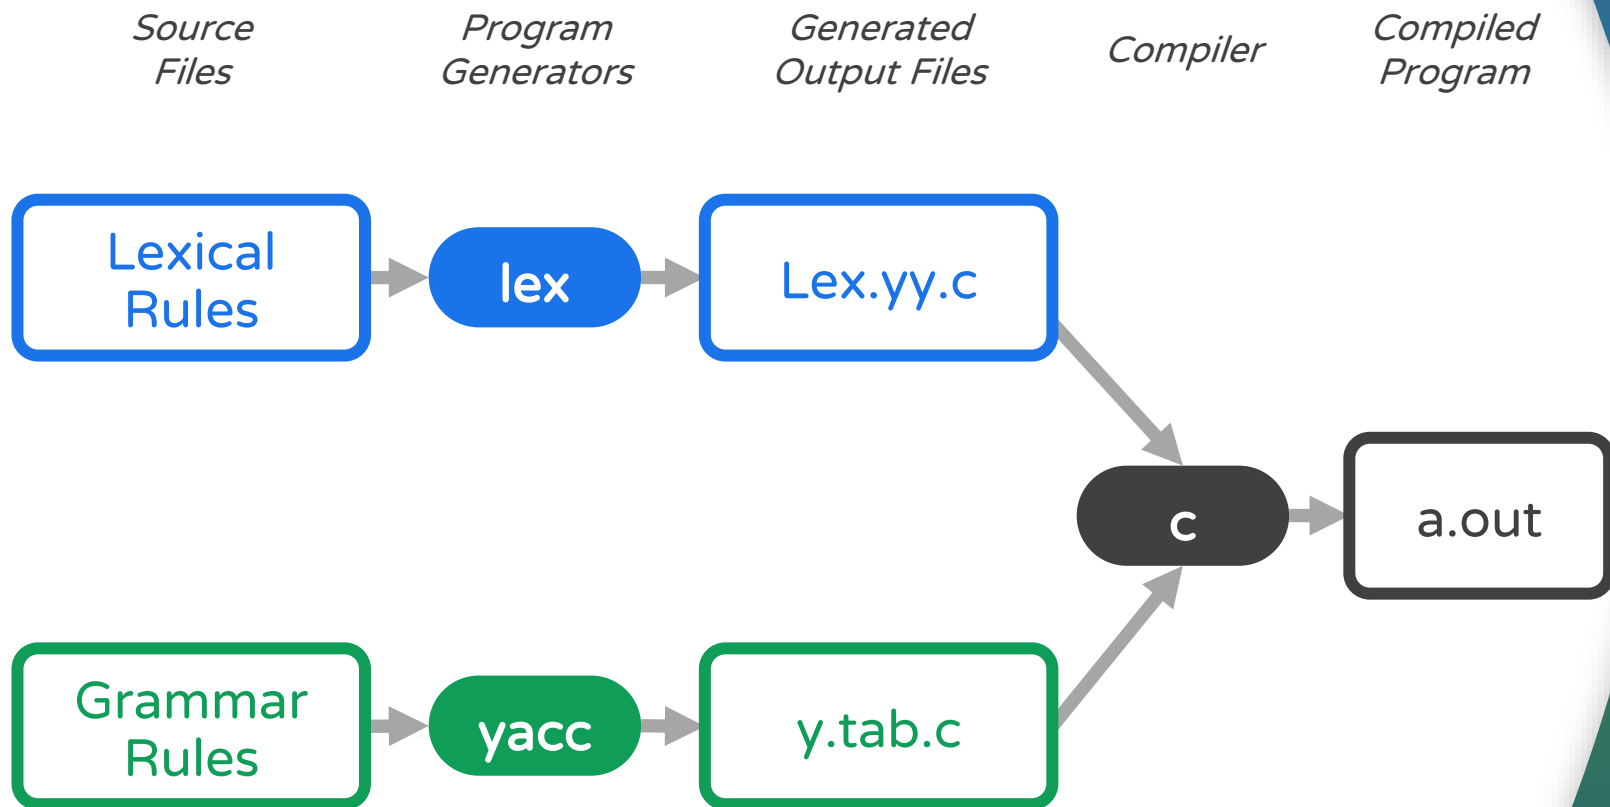 Source
Files
Program
Generators
Generated
Output Files
Compiler
Compiled
Program
Lexical
Rules
lex
Lex.yy.c
c
a.out
Grammar
Rules
yacc
y.tab.c